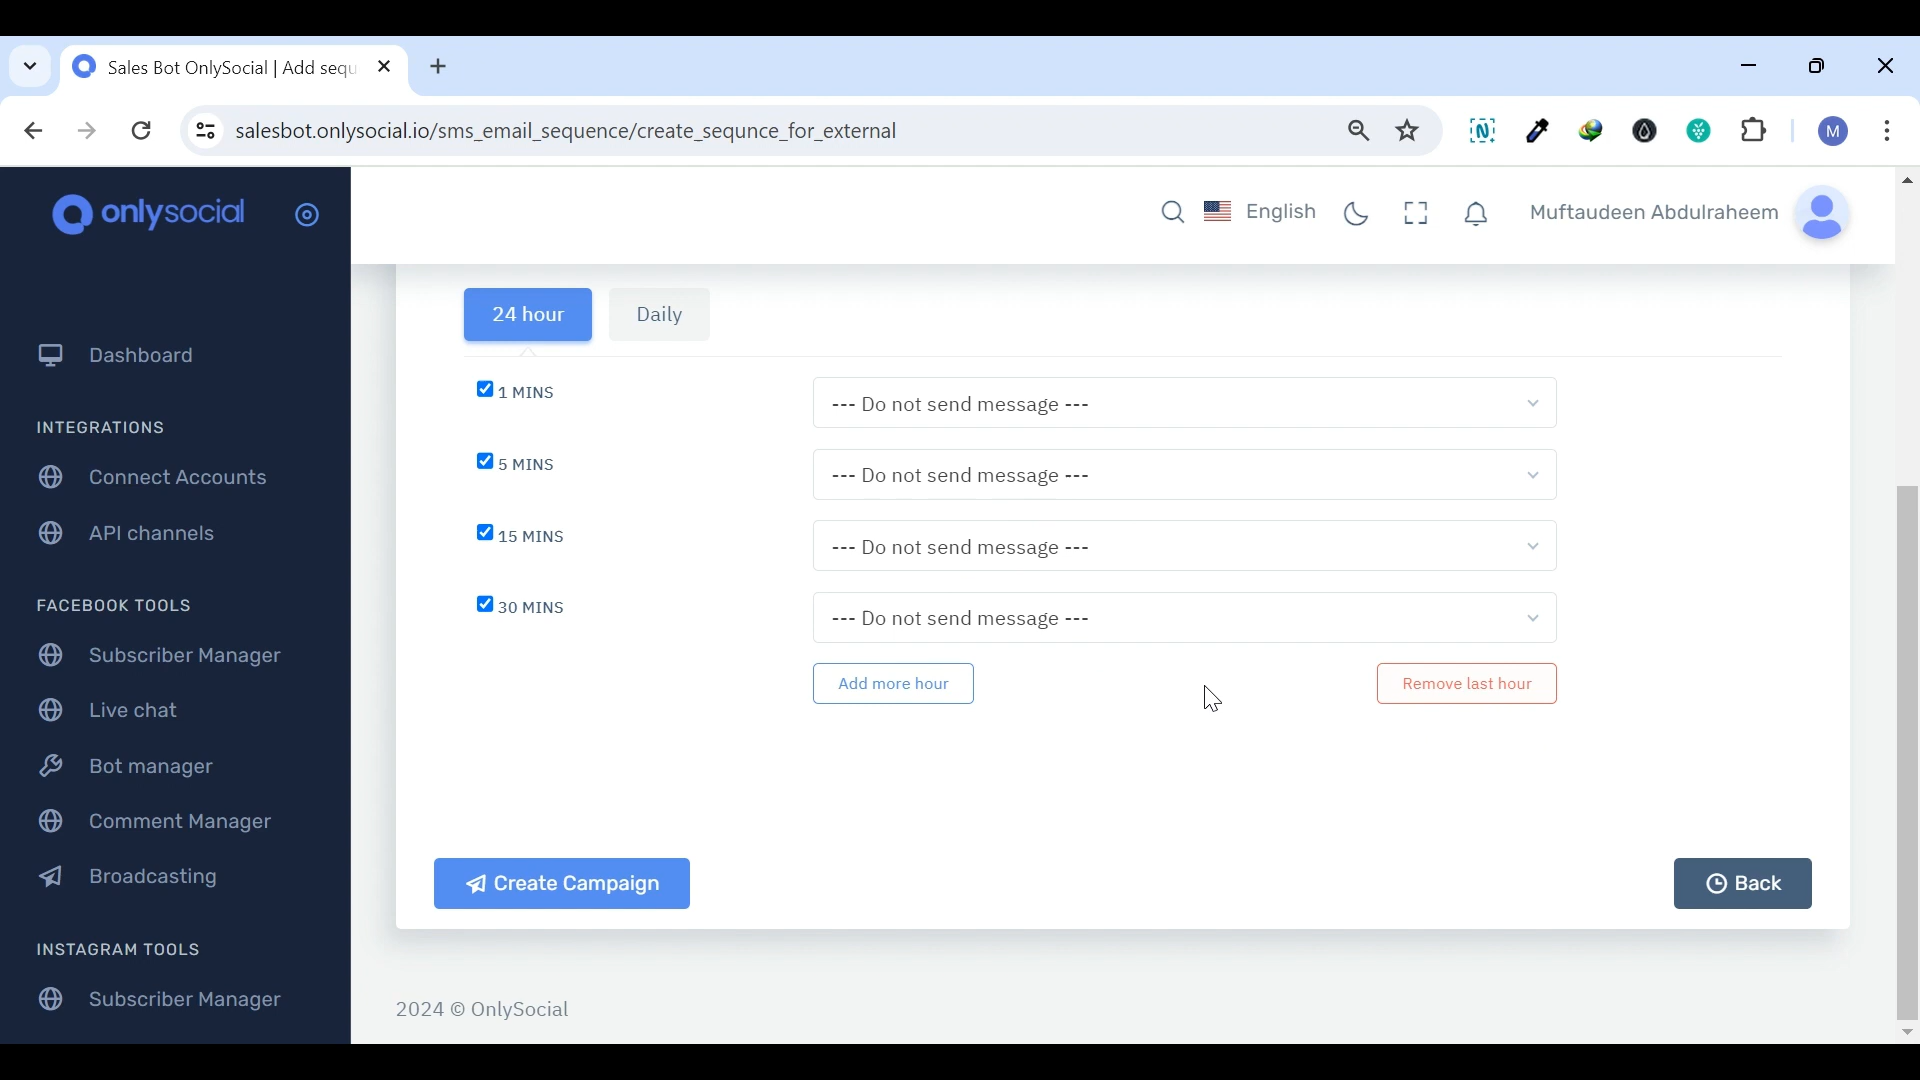 Sales Bot OnlySocial | Add sequ
salesbot.onlysocial.io/sms_email_sequence/create_sequnce_for_external
M
onlysocial
English
Muftaudeen Abdulraheem
Dashboard
INTEGRATIONS
Connect Accounts
API channels
FACEBOOK TOOLS
Subscriber Manager
Live chat
Bot manager
Comment Manager
Broadcasting
INSTAGRAM TOOLS
Subscriber Manager
24 hour
Daily
1 MINS
--- Do not send message ---
5 MINS
--- Do not send message ---
15 MINS
--- Do not send message ---
30 MINS
--- Do not send message ---
Add more hour
Remove last hour
Create Campaign
Back
2024 © OnlySocial